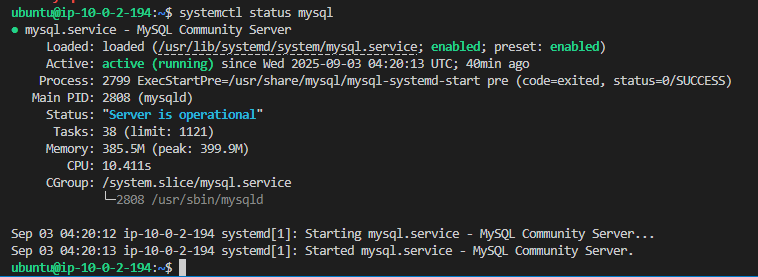 ubuntu@ip-10-0-2-194:~$ systemctl status mysql
● mysql.service - MySQL Community Server
     Loaded: loaded (/usr/lib/systemd/system/mysql.service; enabled; preset: enabled)
     Active: active (running) since Wed 2025-09-03 04:20:13 UTC; 40min ago
    Process: 2799 ExecStartPre=/usr/share/mysql/mysql-systemd-start pre (code=exited, status=0/SUCCESS)
   Main PID: 2808 (mysqld)
     Status: "Server is operational"
      Tasks: 38 (limit: 1121)
     Memory: 385.5M (peak: 399.9M)
        CPU: 10.411s
     CGroup: /system.slice/mysql.service
             └─2808 /usr/sbin/mysqld
Sep 03 04:20:12 ip-10-0-2-194 systemd[1]: Starting mysql.service - MySQL Community Server...
Sep 03 04:20:13 ip-10-0-2-194 systemd[1]: Started mysql.service - MySQL Community Server.
ubuntu@ip-10-0-2-194:~$